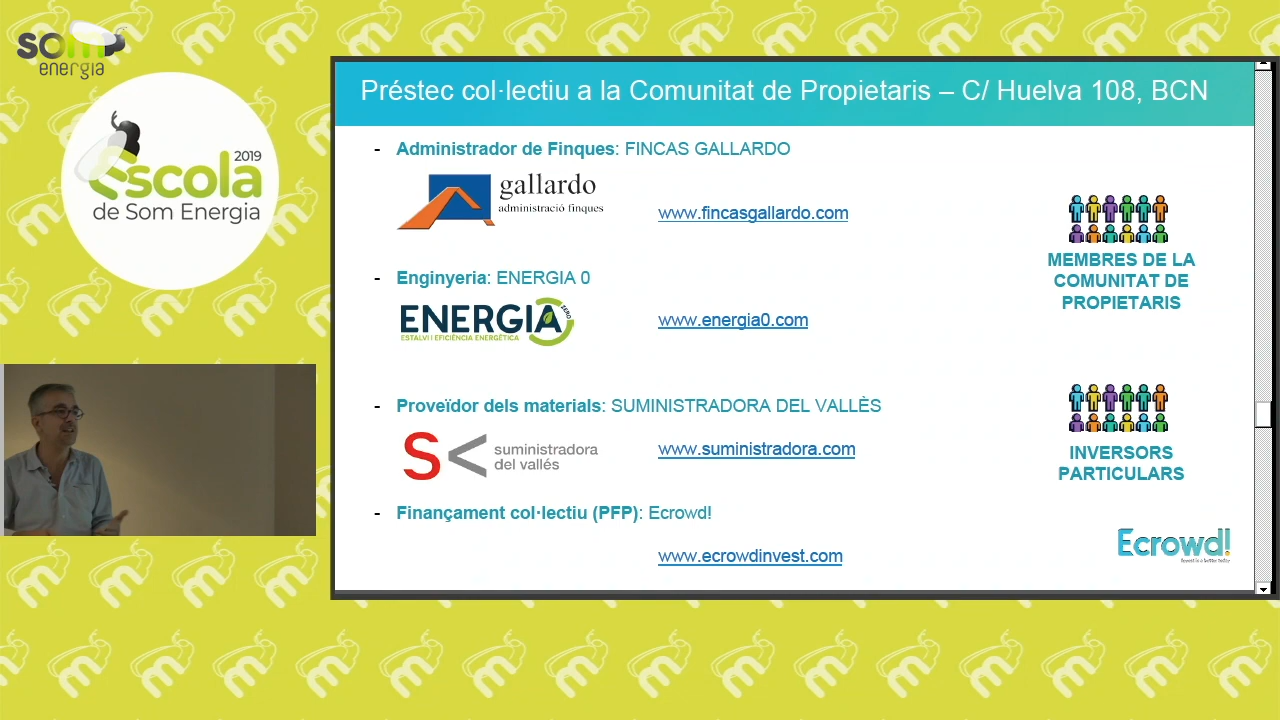 som
energia
2019
Escola
de Som Energia
Préstec col·lectiu a la Comunitat de Propietaris – C/ Huelva 108, BCN
- Administrador de Finques: FINCAS GALLARDO
gallardo
administració finques
www.fincasgallardo.com
- Enginyeria: ENERGIA 0
ENERGIA ZERO
ESTALVI I EFICIÈNCIA ENERGÈTICA
www.energia0.com
- Proveïdor dels materials: SUMINISTRADORA DEL VALLÈS
suministradora
del vallés
www.suministradora.com
- Finançament col·lectiu (PFP): Ecrowd!
www.ecrowdinvest.com
MEMBRES DE LA
COMUNITAT DE
PROPIETARIS
INVERSORS
PARTICULARS
Ecrowd!